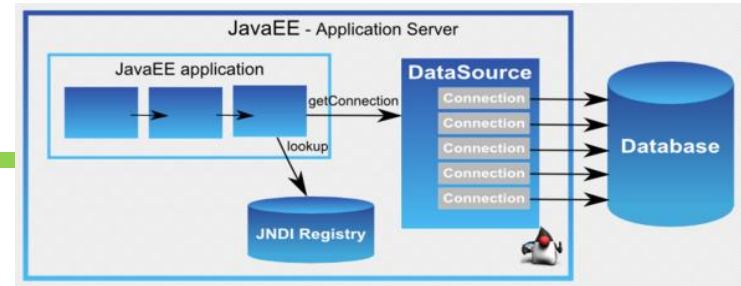 JavaEE - Application Server
JavaEE application
DataSource
getConnection
Connection
Connection
Connection
Connection
Connection
Database
lookup
JNDI Registry